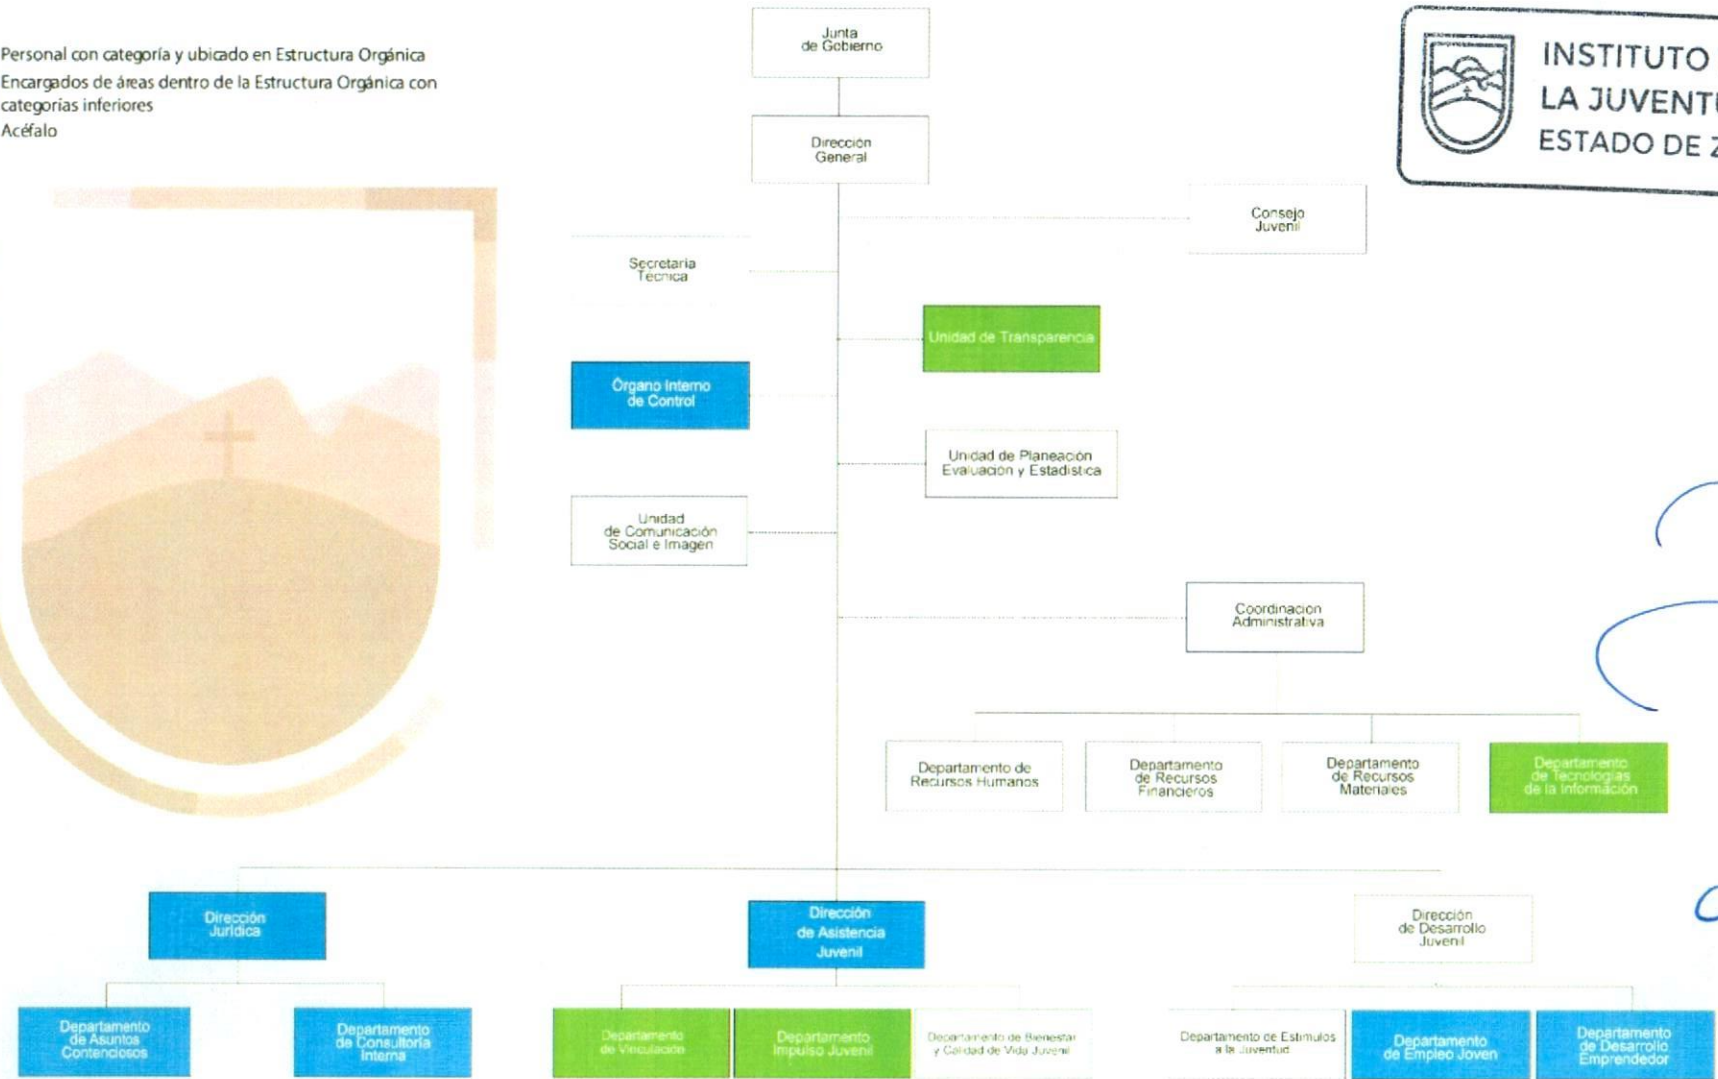 Personal con categoría y ubicado en Estructura Orgánica
Encargados de áreas dentro de la Estructura Orgánica con
categorías inferiores
Acéfalo
Junta
de Gobierno
INSTITUTO
LA JUVENTU
ESTADO DE Z
Dirección
General
Consejo
Juvenil
Secretaría
Técnica
Unidad de Transparencia
Órgano Interno
de Control
Unidad de Planeación
Evaluación y Estadística
Unidad
de Comunicación
Social e Imagen
Coordinacion
Administrativa
Departamento de
Recursos Humanos
Departamento
de Recursos
Financieros
Departamento
de Recursos
Materiales
Departamento
de Tecnologías
de la Información
Dirección
Jurídica
Dirección
de Asistencia
Juvenil
Dirección
de Desarrollo
Juvenil
Departamento
de Asuntos
Contenciosos
Departamento
de Consultoría
Interna
Departamento
de Vinculación
Departamento
Impulso Juvenil
Departamento de Bienestar
y Calidad de Vida Juvenil
Departamento de Estimulos
a la Juventud
Departamento
de Empleo Joven
Departamento
de Desarrollo
Emprendedor